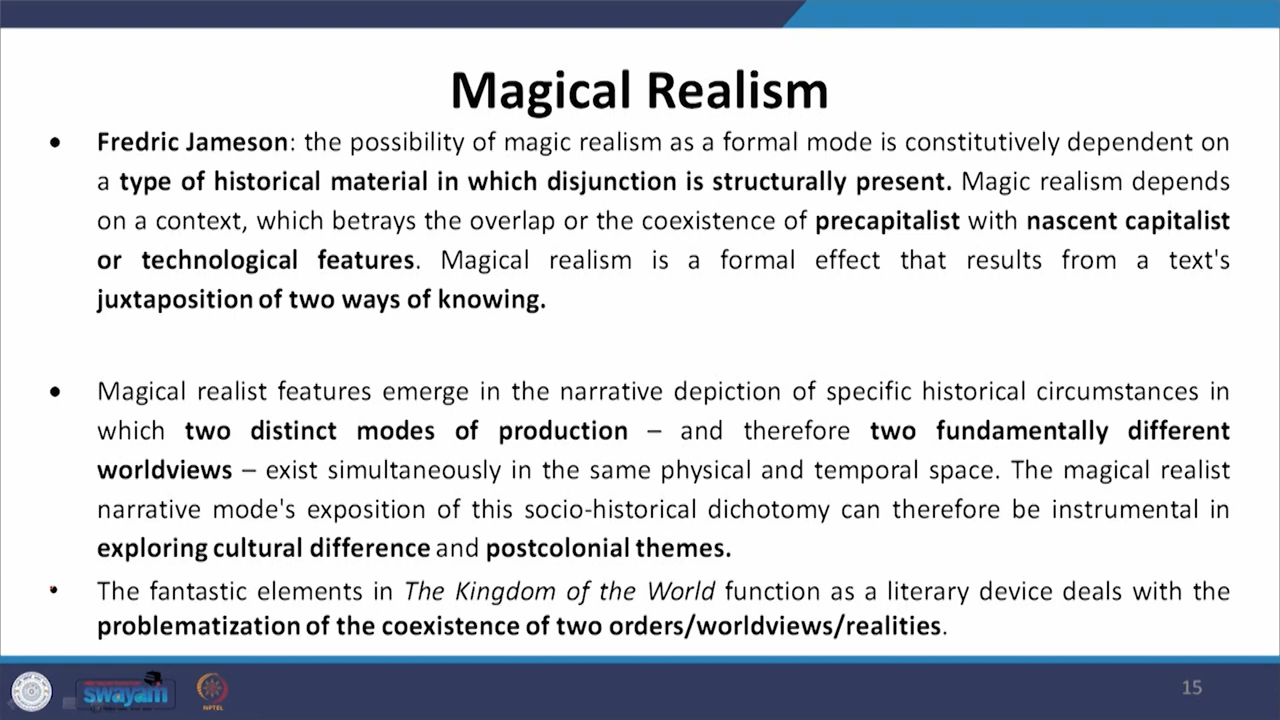 Magical Realism
• Fredric Jameson: the possibility of magic realism as a formal mode is constitutively dependent on
a type of historical material in which disjunction is structurally present. Magic realism depends
on a context, which betrays the overlap or the coexistence of precapitalist with nascent capitalist
or technological features. Magical realism is a formal effect that results from a text's
juxtaposition of two ways of knowing.
• Magical realist features emerge in the narrative depiction of specific historical circumstances in
which two distinct modes of production – and therefore two fundamentally different
worldviews – exist simultaneously in the same physical and temporal space. The magical realist
narrative mode's exposition of this socio-historical dichotomy can therefore be instrumental in
exploring cultural difference and postcolonial themes.
• The fantastic elements in The Kingdom of the World function as a literary device deals with the
problematization of the coexistence of two orders/worldviews/realities.
swayam
NPTEL
15